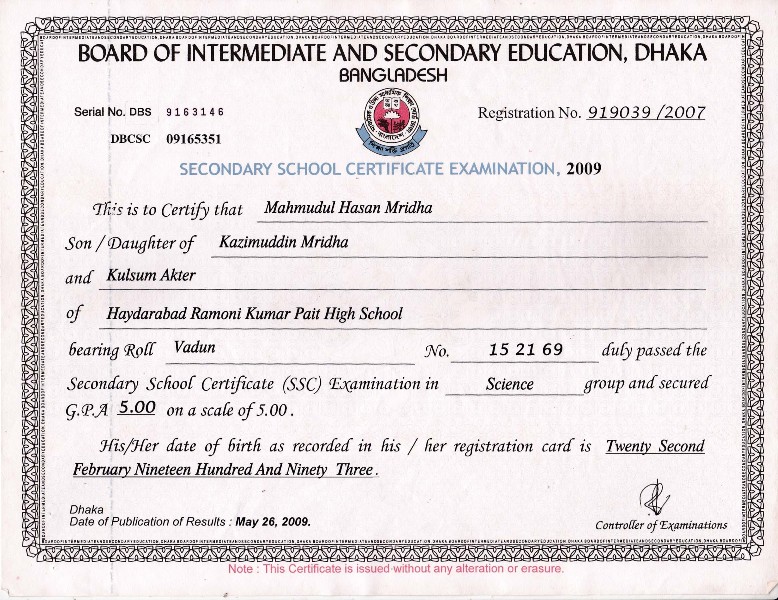 BOARD OF INTERMEDIATE AND SECONDARY EDUCATION, DHAKA
BANGLADESH
Serial No. DBS 9163146
Registration No. 919039 /2007
DBCSC 09165351
SECONDARY SCHOOL CERTIFICATE EXAMINATION, 2009
This is to Certify that Mahmudul Hasan Mridha
Son / Daughter of Kazimuddin Mridha
and Kulsum Akter
of Haydarabad Ramoni Kumar Pait High School
bearing Roll Vadun No. 15 21 69 duly passed the
Secondary School Certificate (SSC) Examination in Science group and secured
G.P.A 5.00 on a scale of 5.00.
His/Her date of birth as recorded in his / her registration card is Twenty Second
February Nineteen Hundred And Ninety Three.
Dhaka
Date of Publication of Results : May 26, 2009.
Controller of Examinations
Note : This Certificate is issued without any alteration or erasure.